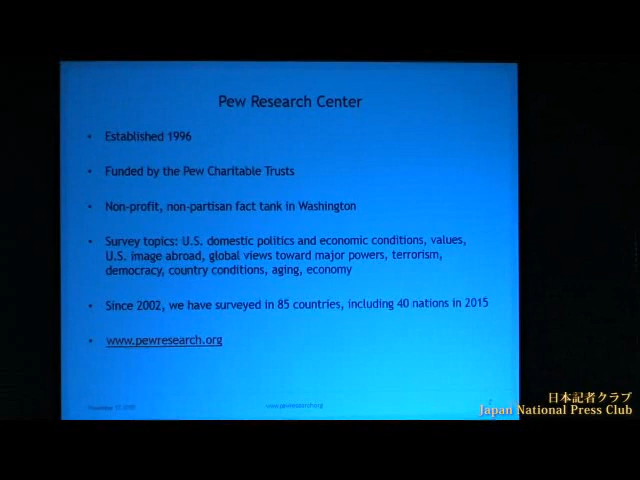 Pew Research Center
• Established 1996
• Funded by the Pew Charitable Trusts
• Non-profit, non-partisan fact tank in Washington
• Survey topics: U.S. domestic politics and economic conditions, values,
U.S. image abroad, global views toward major powers, terrorism,
democracy, country conditions, aging, economy
• Since 2002, we have surveyed in 85 countries, including 40 nations in 2015
• www.pewresearch.org
www.pewresearch.org
日本記者クラブ
Japan National Press Club